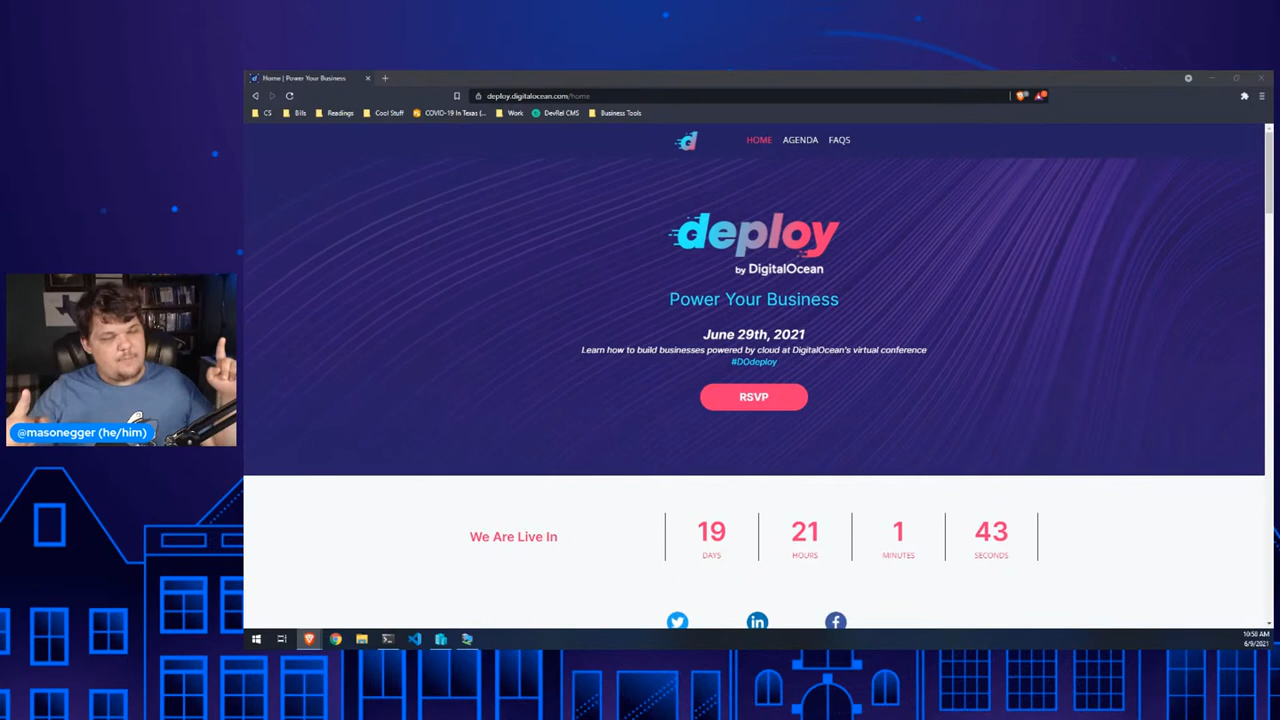 Home | Power Your Business
deploy.digitalocean.com/home
CS Bills Readings Cool Stuff COVID-19 In Texas (... Work DevRel CMS Business Tools
d HOME AGENDA FAQS
deploy
by DigitalOcean
Power Your Business
June 29th, 2021
Learn how to build businesses powered by cloud at DigitalOcean's virtual conference
#DOdeploy
RSVP
@masonegger (he/him)
We Are Live In
19 21 1 43
DAYS HOURS MINUTES SECONDS
10:58 AM
6/9/2021